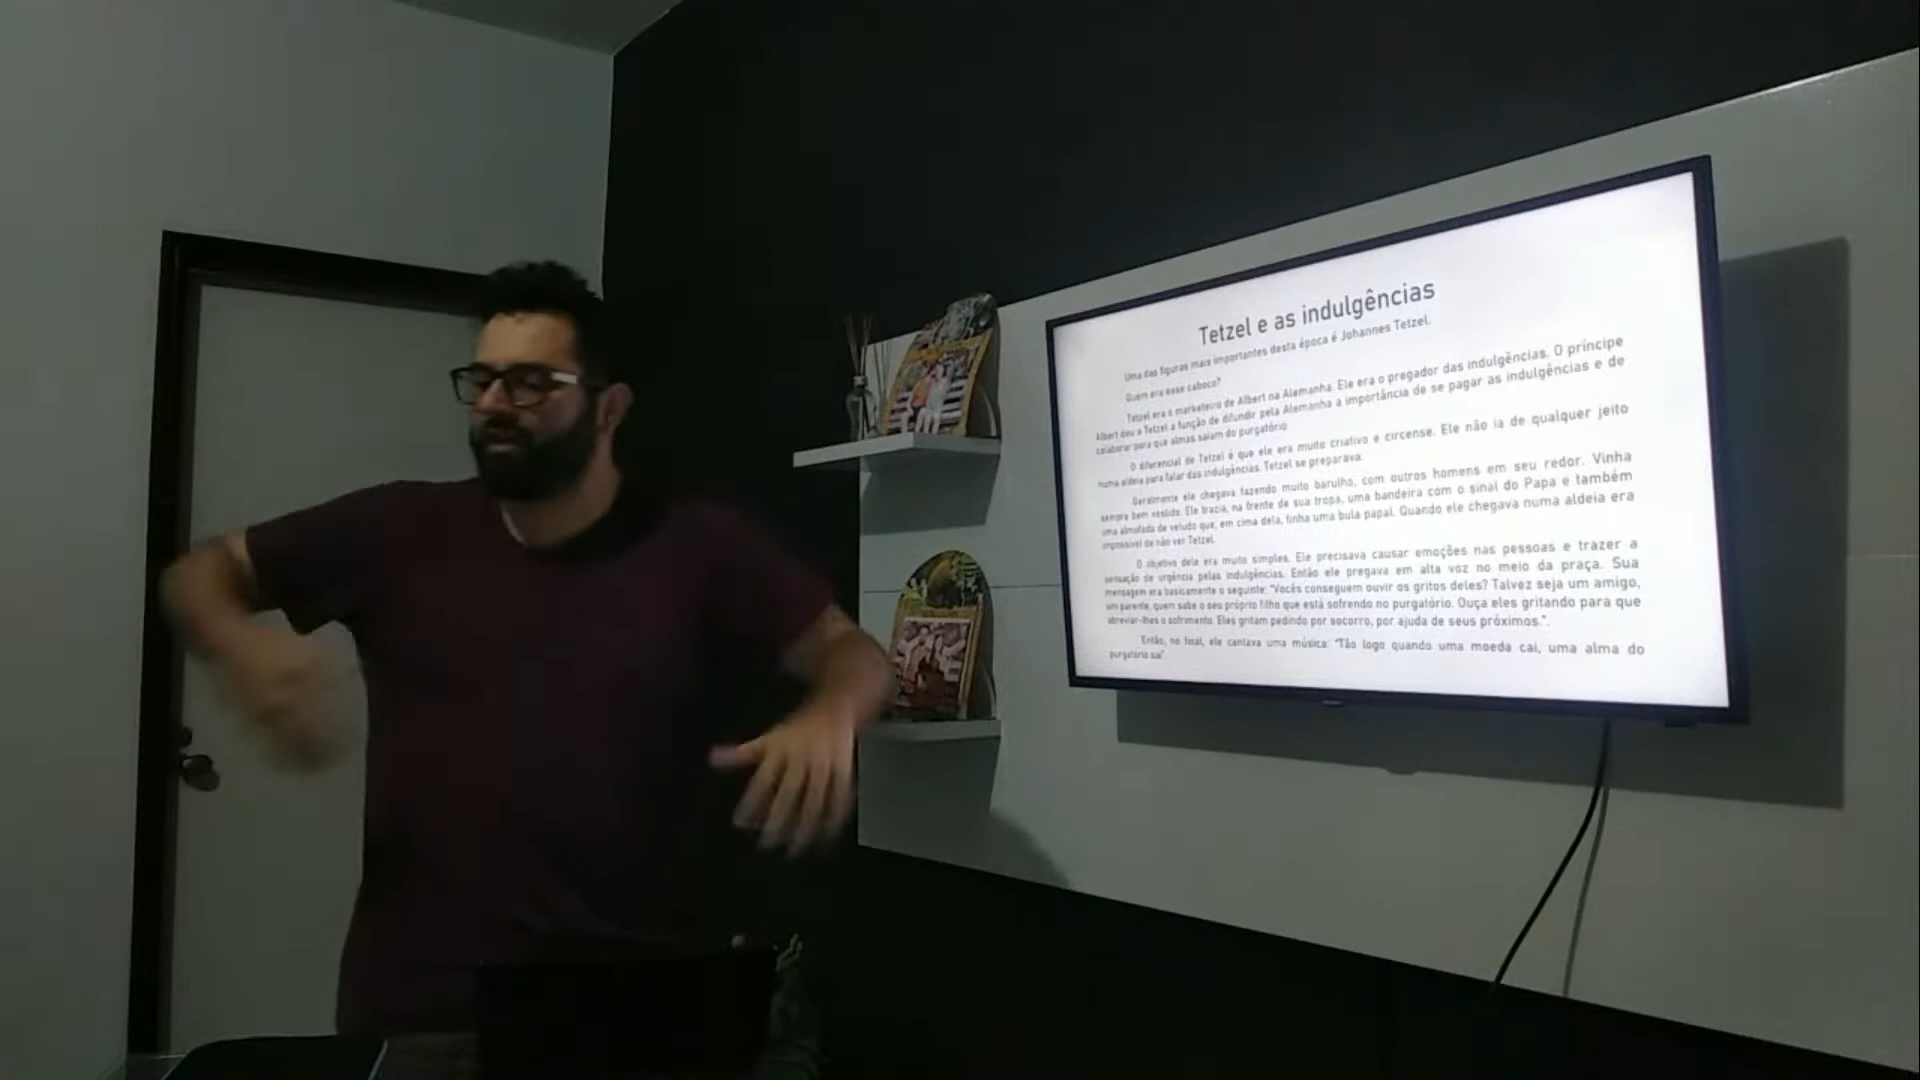 Tetzel e as indulgências
Uma das figuras mais importantes desta época é Johannes Tetzel.
Quem era esse caboco?
Tetzel era o marketeiro de Albert na Alemanha. Ele era o pregador das indulgências. O príncipe
Albert deu a Tetzel a função de difundir pela Alemanha a importância de se pagar as indulgências e de
colaborar para que almas saiam do purgatório
O diferencial de Tetzel é que ele era muito criativo e circense. Ele não ia de qualquer jeito
numa aldeia para falar das indulgências. Tetzel se preparava.
Geralmente ele chegava fazendo muito barulho, com outros homens em seu redor. Vinha
sempre bem vestido. Ele trazia, na frente de sua tropa, uma bandeira com o sinal do Papa e também
uma almofada de veludo que, em cima dela, tinha uma bula papal. Quando ele chegava numa aldeia era
impossível de não ver Tetzel.
O objetivo dele era muito simples. Ele precisava causar emoções nas pessoas e trazer a
sensação de urgência pelas indulgências. Então ele pregava em alta voz no meio da praça. Sua
mensagem era basicamente o seguinte: "Vocês conseguem ouvir os gritos deles? Talvez seja um amigo,
um parente, quem sabe o seu próprio filho que está sofrendo no purgatório. Ouça eles gritando para que
abreviar-lhes o sofrimento. Eles gritam pedindo por socorro, por ajuda de seus próximos.".
Então, no final, ele cantava uma música: "Tão logo quando uma moeda cai, uma alma do
purgatório sai"